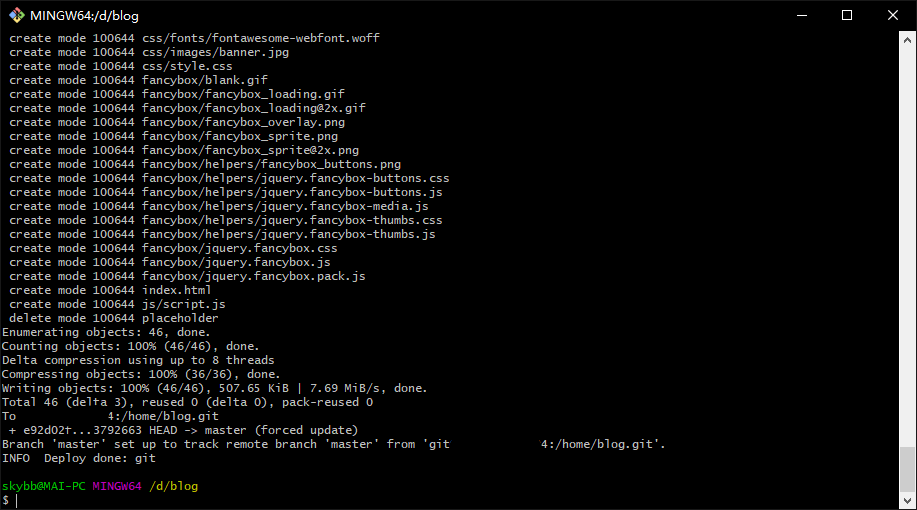 MINGW64:/d/blog
create mode 100644 css/fonts/fontawesome-webfont.woff
create mode 100644 css/images/banner.jpg
create mode 100644 css/style.css
create mode 100644 fancybox/blank.gif
create mode 100644 fancybox/fancybox_loading.gif
create mode 100644 fancybox/fancybox_loading@2x.gif
create mode 100644 fancybox/fancybox_overlay.png
create mode 100644 fancybox/fancybox_sprite.png
create mode 100644 fancybox/fancybox_sprite@2x.png
create mode 100644 fancybox/helpers/fancybox_buttons.png
create mode 100644 fancybox/helpers/jquery.fancybox-buttons.css
create mode 100644 fancybox/helpers/jquery.fancybox-buttons.js
create mode 100644 fancybox/helpers/jquery.fancybox-media.js
create mode 100644 fancybox/helpers/jquery.fancybox-thumbs.css
create mode 100644 fancybox/helpers/jquery.fancybox-thumbs.js
create mode 100644 fancybox/jquery.fancybox.css
create mode 100644 fancybox/jquery.fancybox.js
create mode 100644 fancybox/jquery.fancybox.pack.js
create mode 100644 index.html
create mode 100644 js/script.js
delete mode 100644 placeholder
Enumerating objects: 46, done.
Counting objects: 100% (46/46), done.
Delta compression using up to 8 threads
Compressing objects: 100% (36/36), done.
Writing objects: 100% (46/46), 507.65 KiB | 7.69 MiB/s, done.
Total 46 (delta 3), reused 0 (delta 0), pack-reused 0
To 4:/home/blog.git
+ e92d02f...3792663 HEAD -> master (forced update)
Branch 'master' set up to track remote branch 'master' from 'git 4:/home/blog.git'.
INFO  Deploy done: git
skybb@MAI-PC MINGW64 /d/blog
$